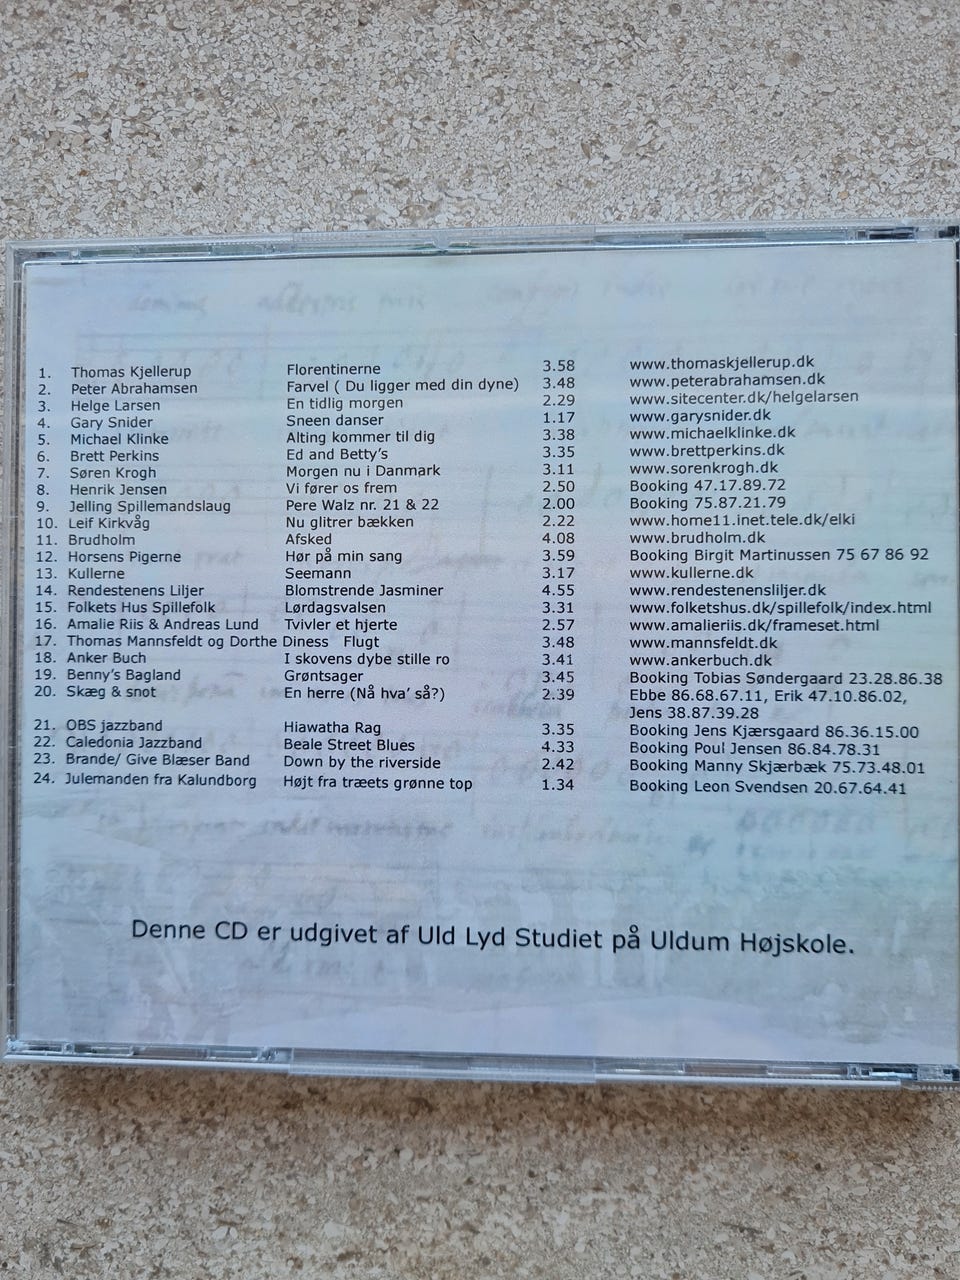 1. Thomas Kjellerup Florentinerne 3.58 www.thomaskjellerup.dk
2. Peter Abrahamsen Farvel ( Du ligger med din dyne) 3.48 www.peterabrahamsen.dk
3. Helge Larsen En tidlig morgen 2.29 www.sitecenter.dk/helgelarsen
4. Gary Snider Sneen danser 1.17 www.garysnider.dk
5. Michael Klinke Alting kommer til dig 3.38 www.michaelklinke.dk
6. Brett Perkins Ed and Betty's 3.35 www.brettperkins.dk
7. Søren Krogh Morgen nu i Danmark 3.11 www.sorenkrogh.dk
8. Henrik Jensen Vi fører os frem 2.50 Booking 47.17.89.72
9. Jelling Spillemandslaug Pere Walz nr. 21 & 22 2.00 Booking 75.87.21.79
10. Leif Kirkvåg Nu glitrer bækken 2.22 www.home11.inet.tele.dk/elki
11. Brudholm Afsked 4.08 www.brudholm.dk
12. Horsens Pigerne Hør på min sang 3.59 Booking Birgit Martinussen 75 67 86 92
13. Kullerne Seemann 3.17 www.kullerne.dk
14. Rendestenens Liljer Blomstrende Jasminer 4.55 www.rendestenensliljer.dk
15. Folkets Hus Spillefolk Lørdagsvalsen 3.31 www.folketshus.dk/spillefolk/index.html
16. Amalie Riis & Andreas Lund Tvivler et hjerte 2.57 www.amalieriis.dk/frameset.html
17. Thomas Mannsfeldt og Dorthe Diness Flugt 3.48 www.mannsfeldt.dk
18. Anker Buch I skovens dybe stille ro 3.41 www.ankerbuch.dk
19. Benny's Bagland Grøntsager 3.45 Booking Tobias Søndergaard 23.28.86.38
20. Skæg & snot En herre (Nå hva' så?) 2.39 Ebbe 86.68.67.11, Erik 47.10.86.02,
Jens 38.87.39.28
21. OBS jazzband Hiawatha Rag 3.35 Booking Jens Kjærsgaard 86.36.15.00
22. Caledonia Jazzband Beale Street Blues 4.33 Booking Poul Jensen 86.84.78.31
23. Brande/ Give Blæser Band Down by the riverside 2.42 Booking Manny Skjærbæk 75.73.48.01
24. Julemanden fra Kalundborg Højt fra træets grønne top 1.34 Booking Leon Svendsen 20.67.64.41
Denne CD er udgivet af Uld Lyd Studiet på Uldum Højskole.